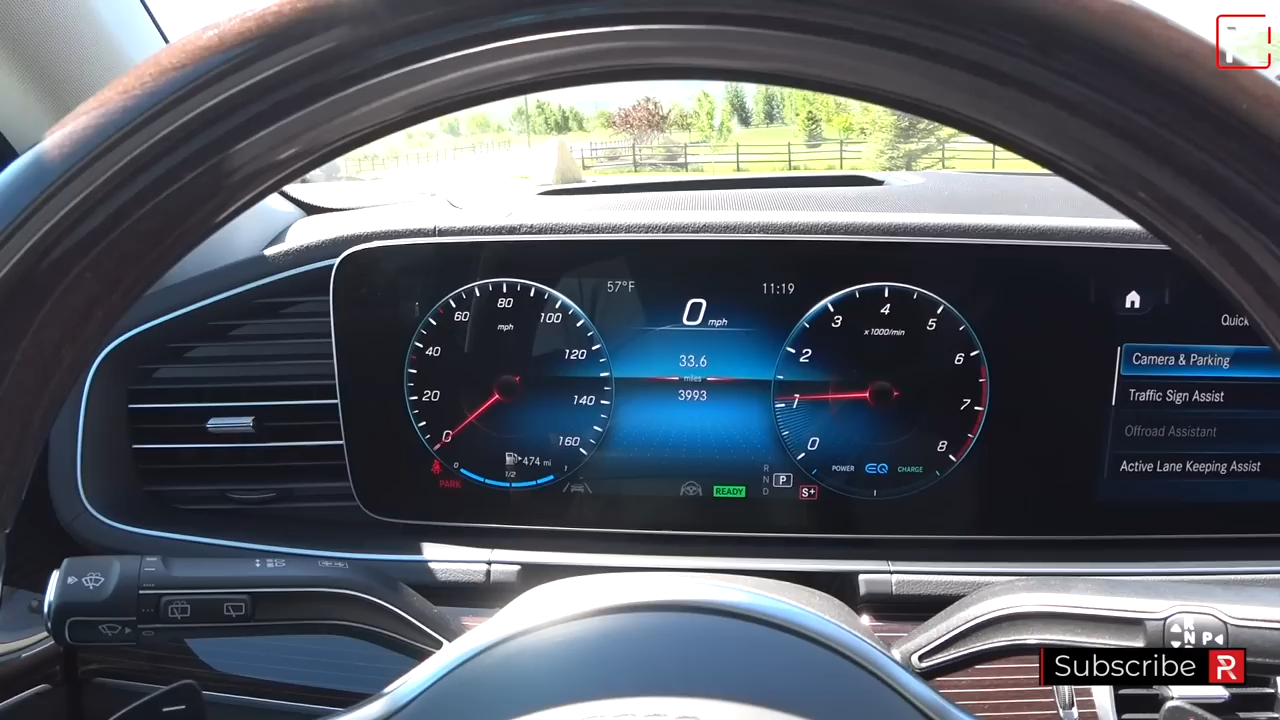 57°F
11:19
0 mph
33.6
miles
3993
0
20
40
60
80
100
120
140
160
mph
0
1
2
3
4
5
6
7
8
x1000/min
474 mi
0
1/2
1
PARK
READY
R
N
D
P
S+
POWER
EQ
CHARGE
Quick
Camera & Parking
Traffic Sign Assist
Offroad Assistant
Active Lane Keeping Assist
R
N
P
Subscribe
R